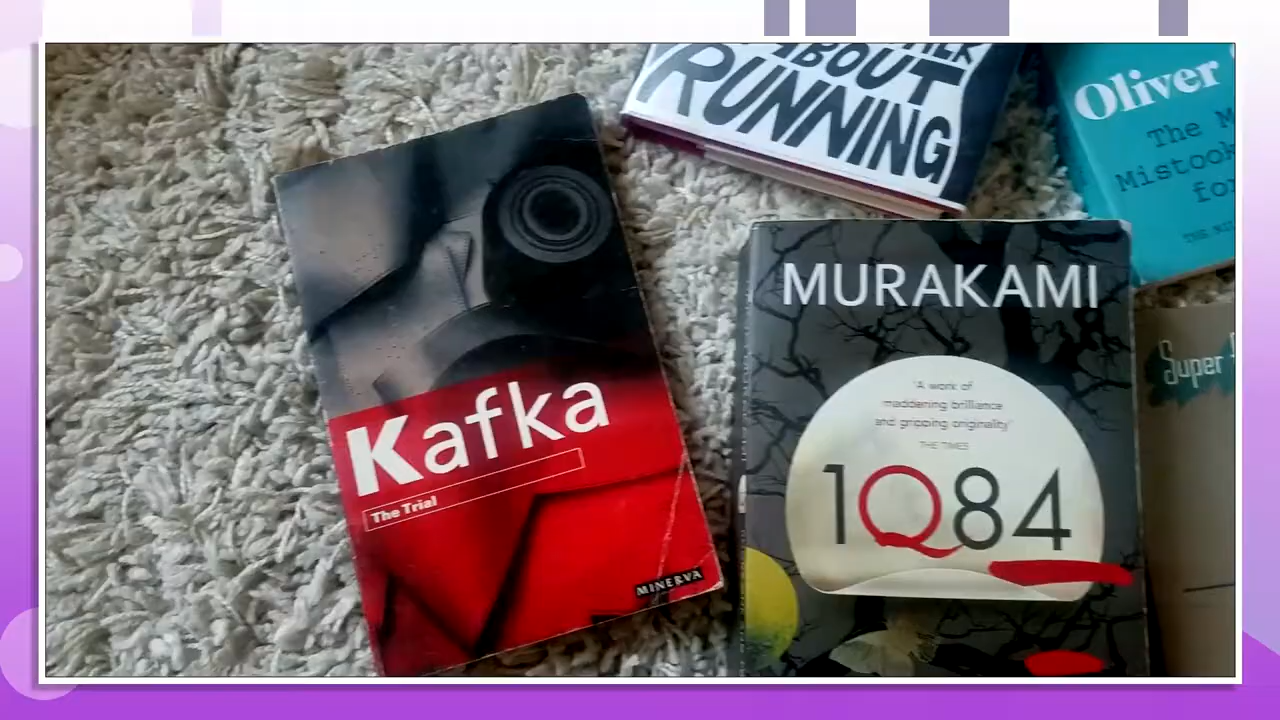 Kafka
The Trial
MINERVA
ABOUT
RUNNING
Oliver
The
Mistook
for
MURAKAMI
'A work of
maddening brilliance
and gripping originality'
THE TIMES
1Q84
Super